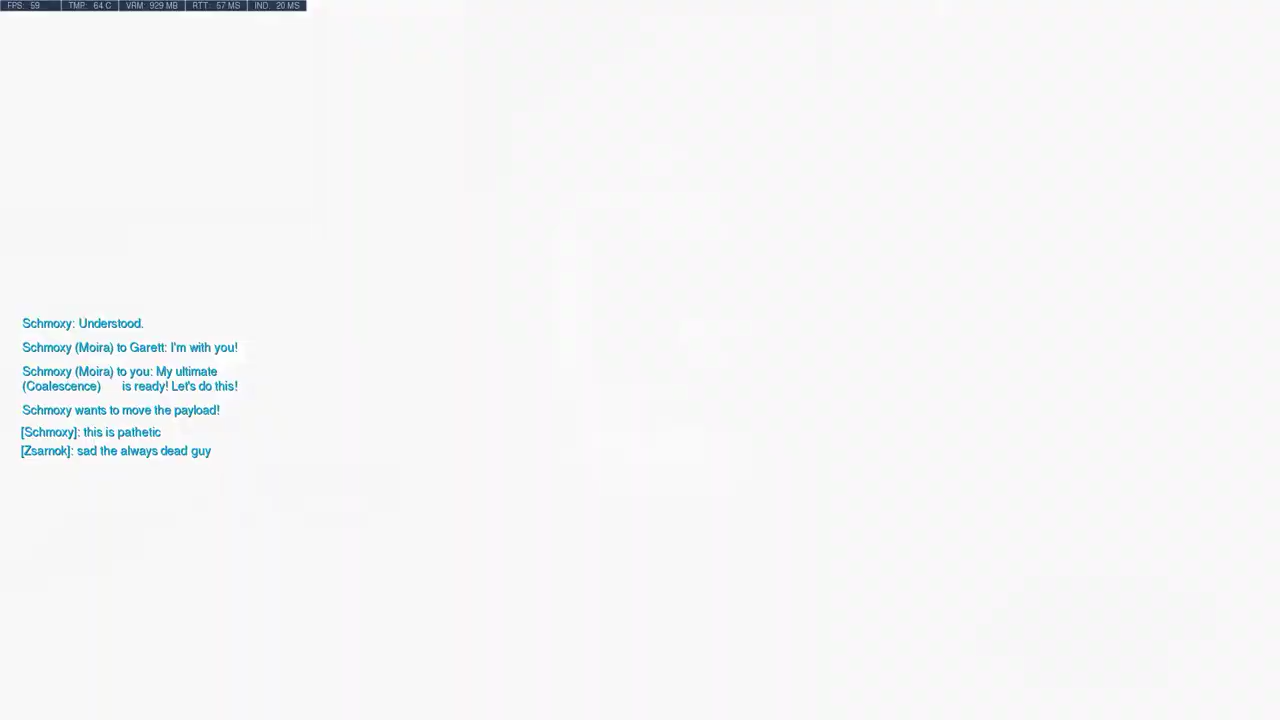 FPS: 59 TMP: 64 C VRM: 929 MB RTT: 57 MS IND: 20 MS
Schmoxy: Understood.
Schmoxy (Moira) to Garett: I'm with you!
Schmoxy (Moira) to you: My ultimate
(Coalescence) is ready! Let's do this!
Schmoxy wants to move the payload!
[Schmoxy]: this is pathetic
[Zsarnok]: sad the always dead guy